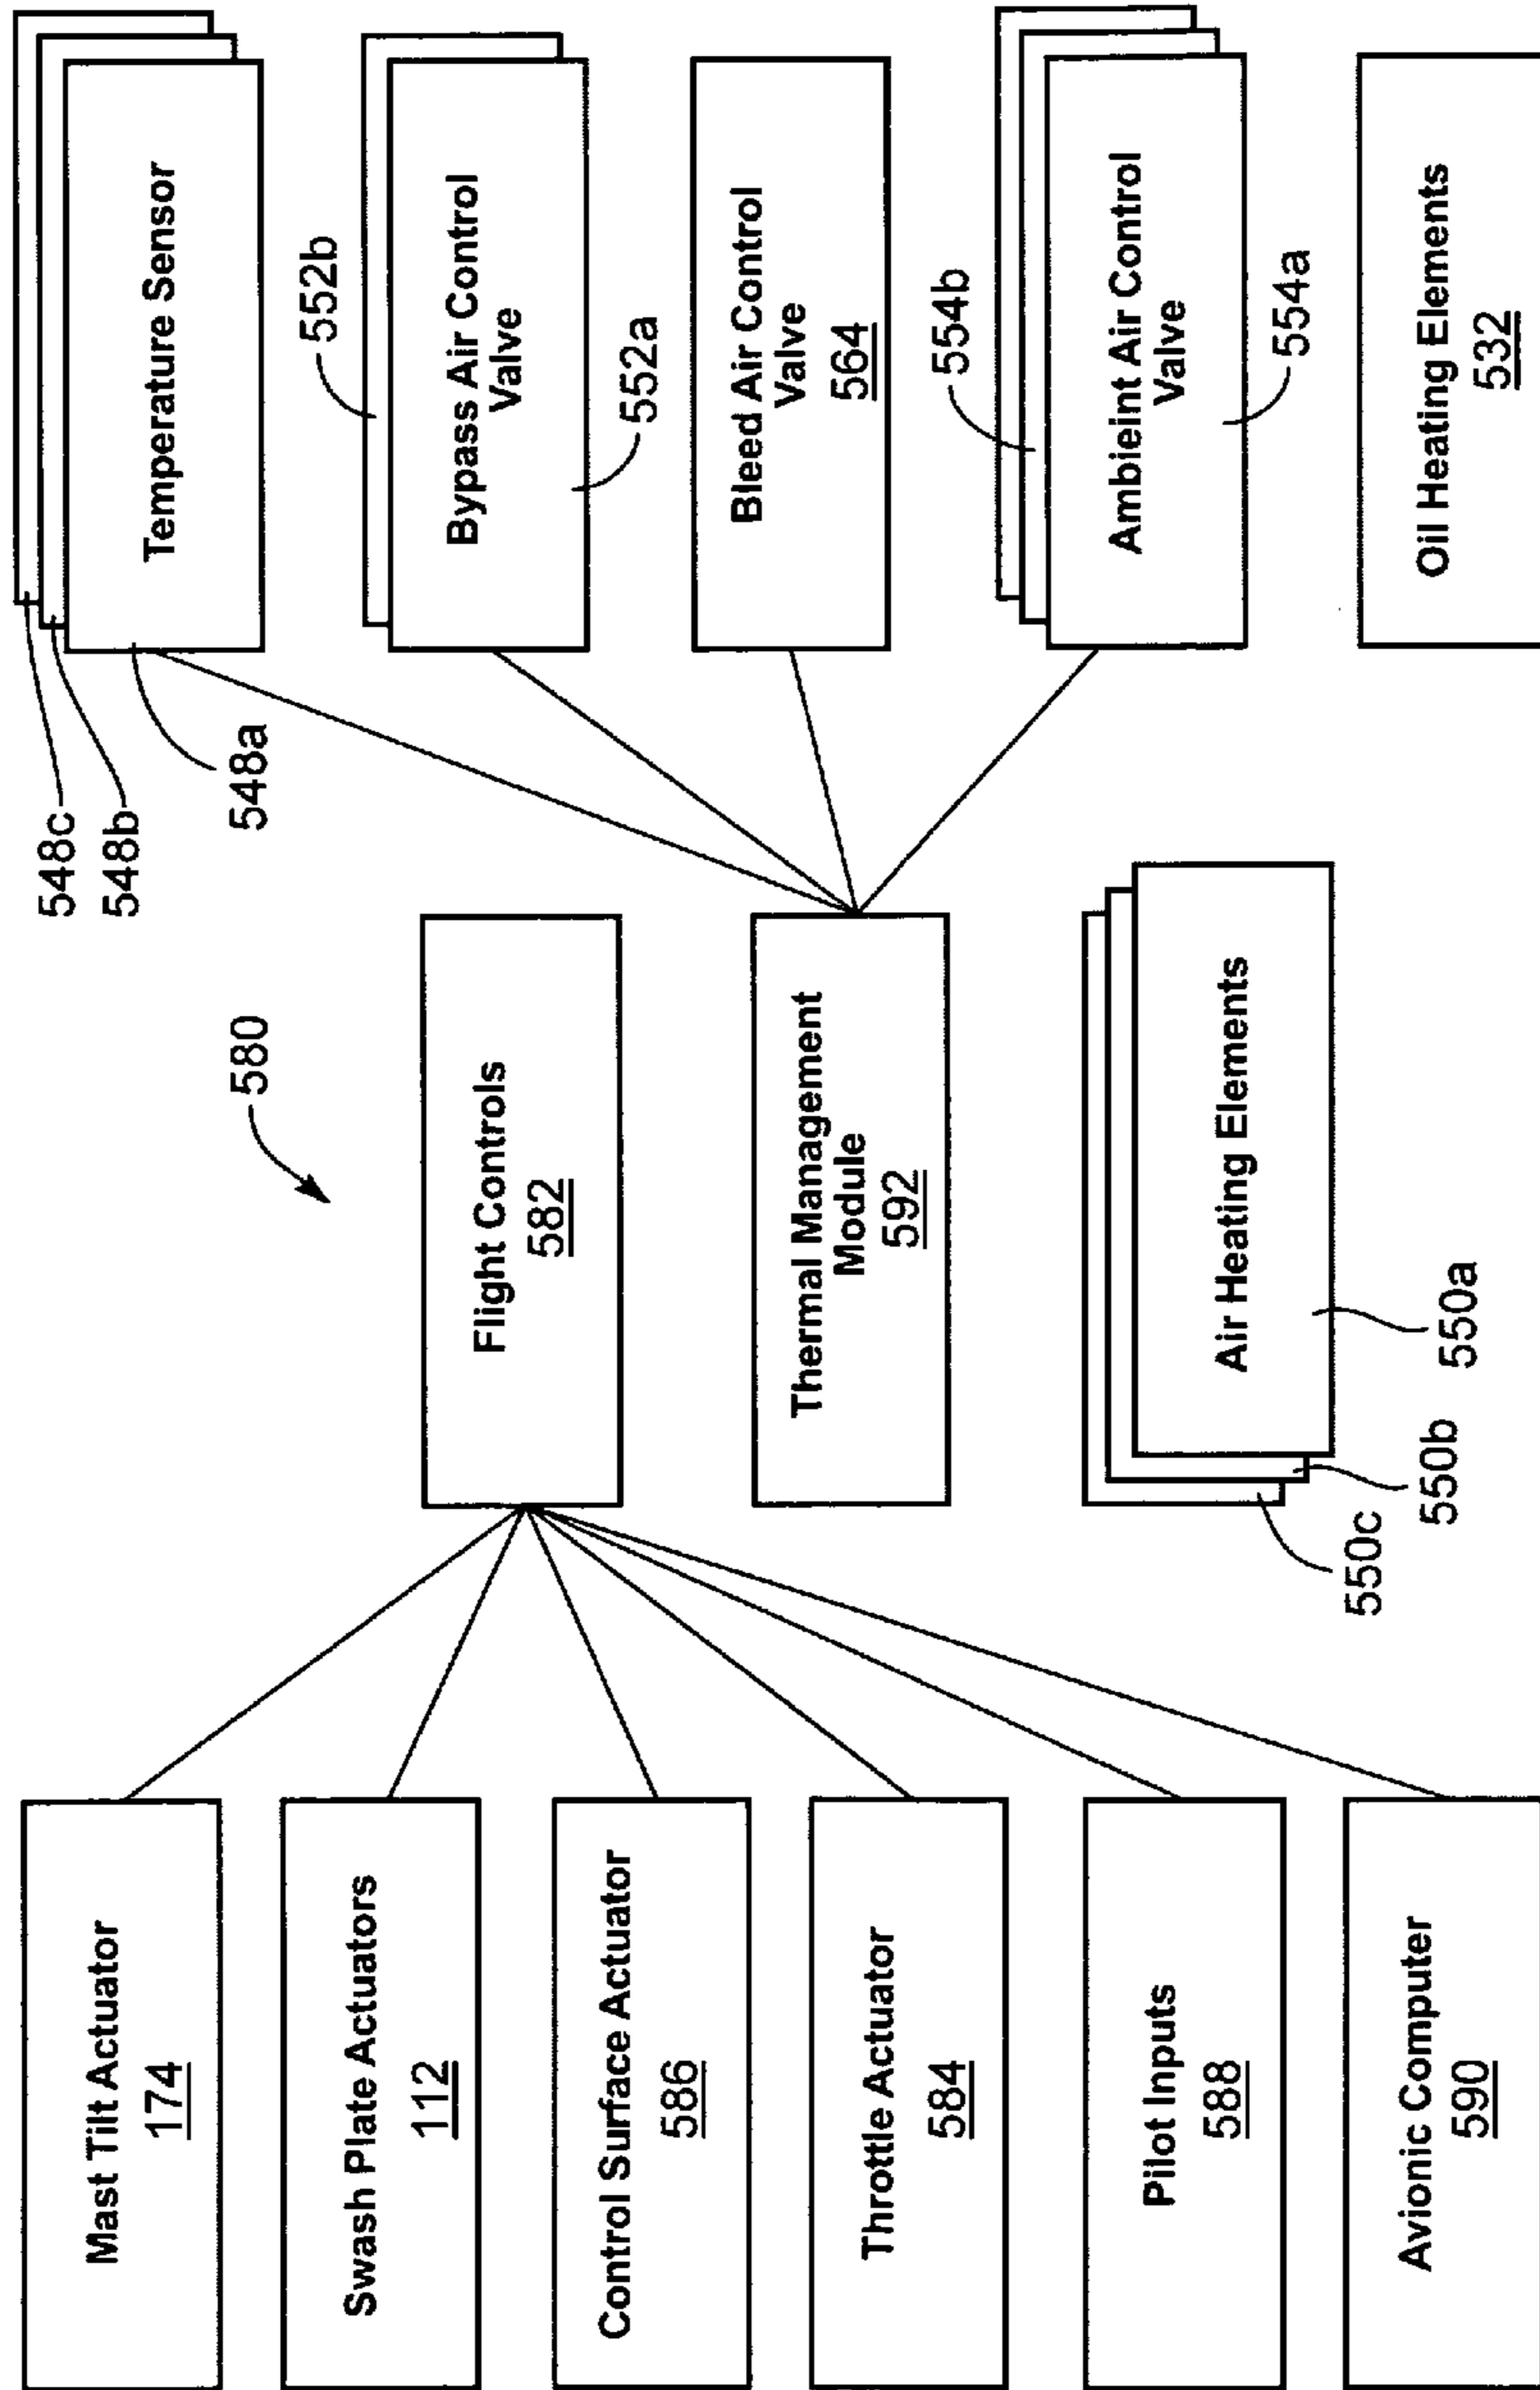 Mast Tilt Actuator
174
Swash Plate Actuators
112
Control Surface Actuator
586
Throttle Actuator
584
Pilot Inputs
588
Avionic Computer
590
580
Flight Controls
582
Thermal Management
Module
592
Air Heating Elements
550a
550b
550c
548c
548b
548a
Temperature Sensor
552b
Bypass Air Control
Valve
552a
Bleed Air Control
Valve
564
554b
Ambieint Air Control
Valve
554a
Oil Heating Elements
532